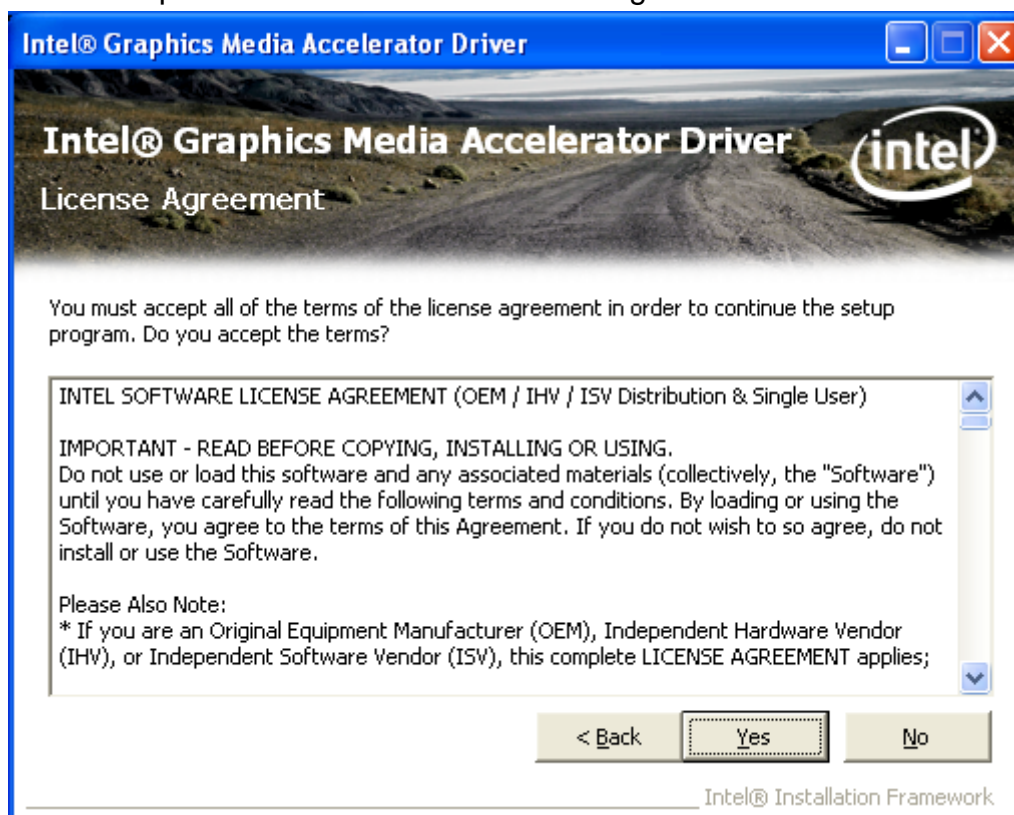 Intel® Graphics Media Accelerator Driver
Intel® Graphics Media Accelerator Driver
intel
License Agreement
You must accept all of the terms of the license agreement in order to continue the setup
program. Do you accept the terms?
INTEL SOFTWARE LICENSE AGREEMENT (OEM / IHV / ISV Distribution & Single User)
IMPORTANT - READ BEFORE COPYING, INSTALLING OR USING.
Do not use or load this software and any associated materials (collectively, the "Software")
until you have carefully read the following terms and conditions. By loading or using the
Software, you agree to the terms of this Agreement. If you do not wish to so agree, do not
install or use the Software.
Please Also Note:
* If you are an Original Equipment Manufacturer (OEM), Independent Hardware Vendor
(IHV), or Independent Software Vendor (ISV), this complete LICENSE AGREEMENT applies;
< Back Yes No
Intel® Installation Framework